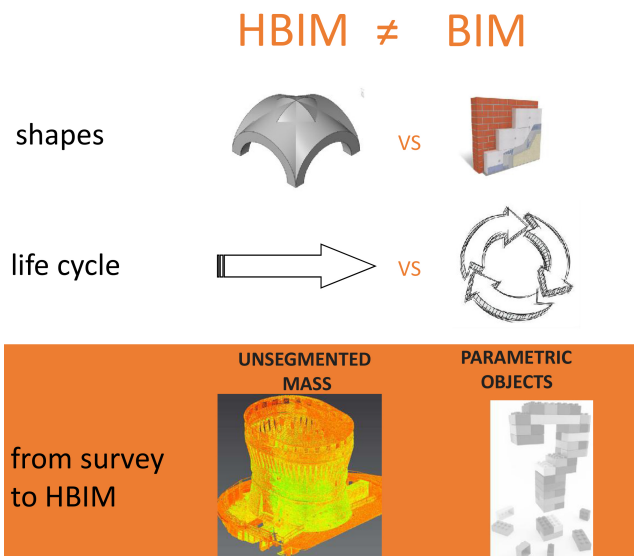 HBIM ≠ BIM
shapes
vs
life cycle
vs
UNSEGMENTED
MASS
PARAMETRIC
OBJECTS
from survey
to HBIM